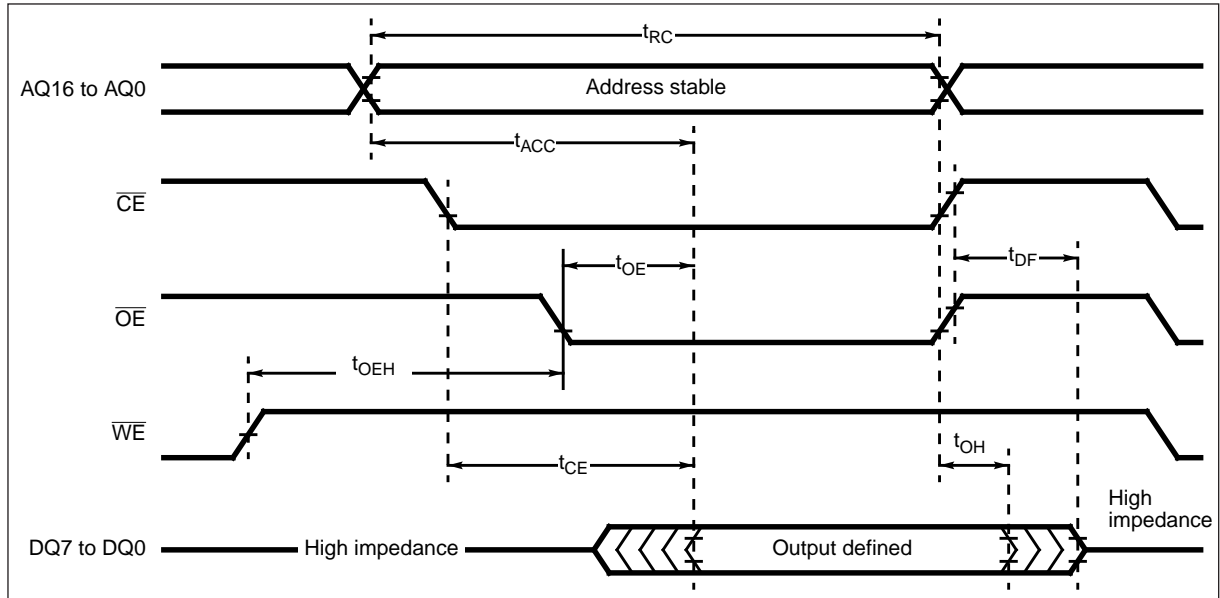 tRC
AQ16 to AQ0
Address stable
tACC
CE
tOE
tDF
OE
tOEH
WE
tOH
tCE
High
impedance
DQ7 to DQ0
High impedance
Output defined